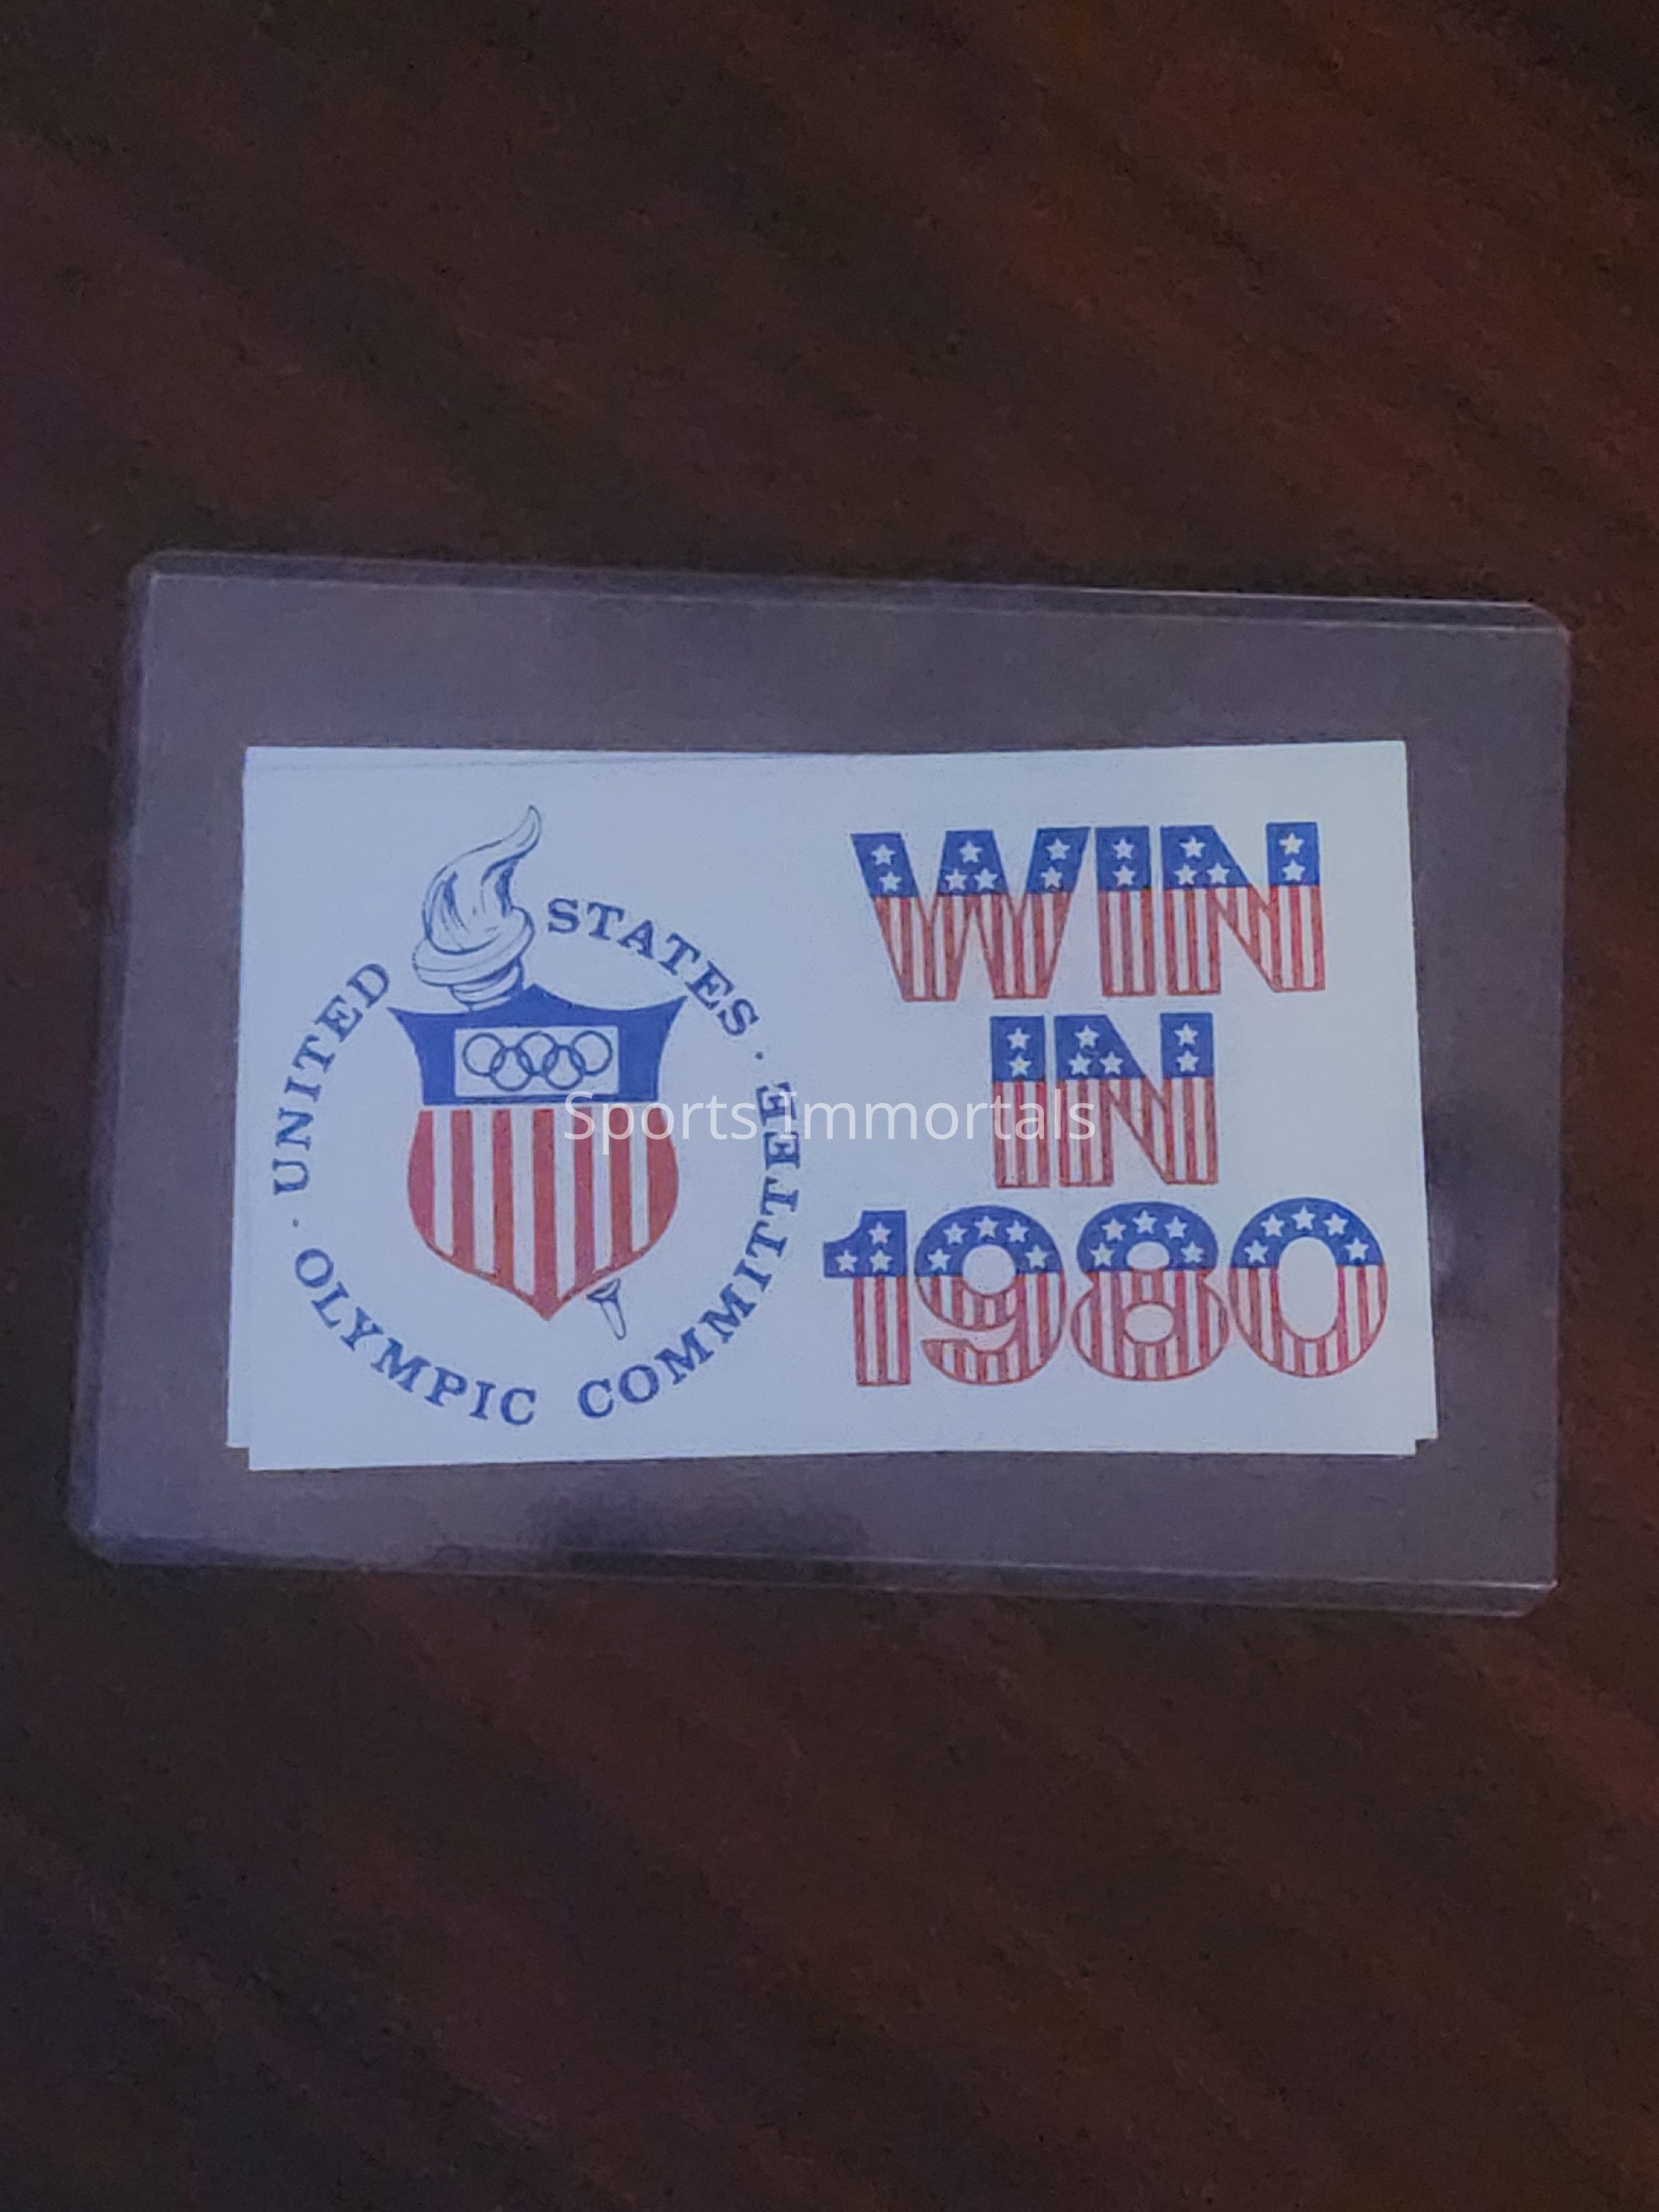 · UNITED STATES ·
OLYMPIC COMMITTEE
WIN
IN
1980
Sports Immortals